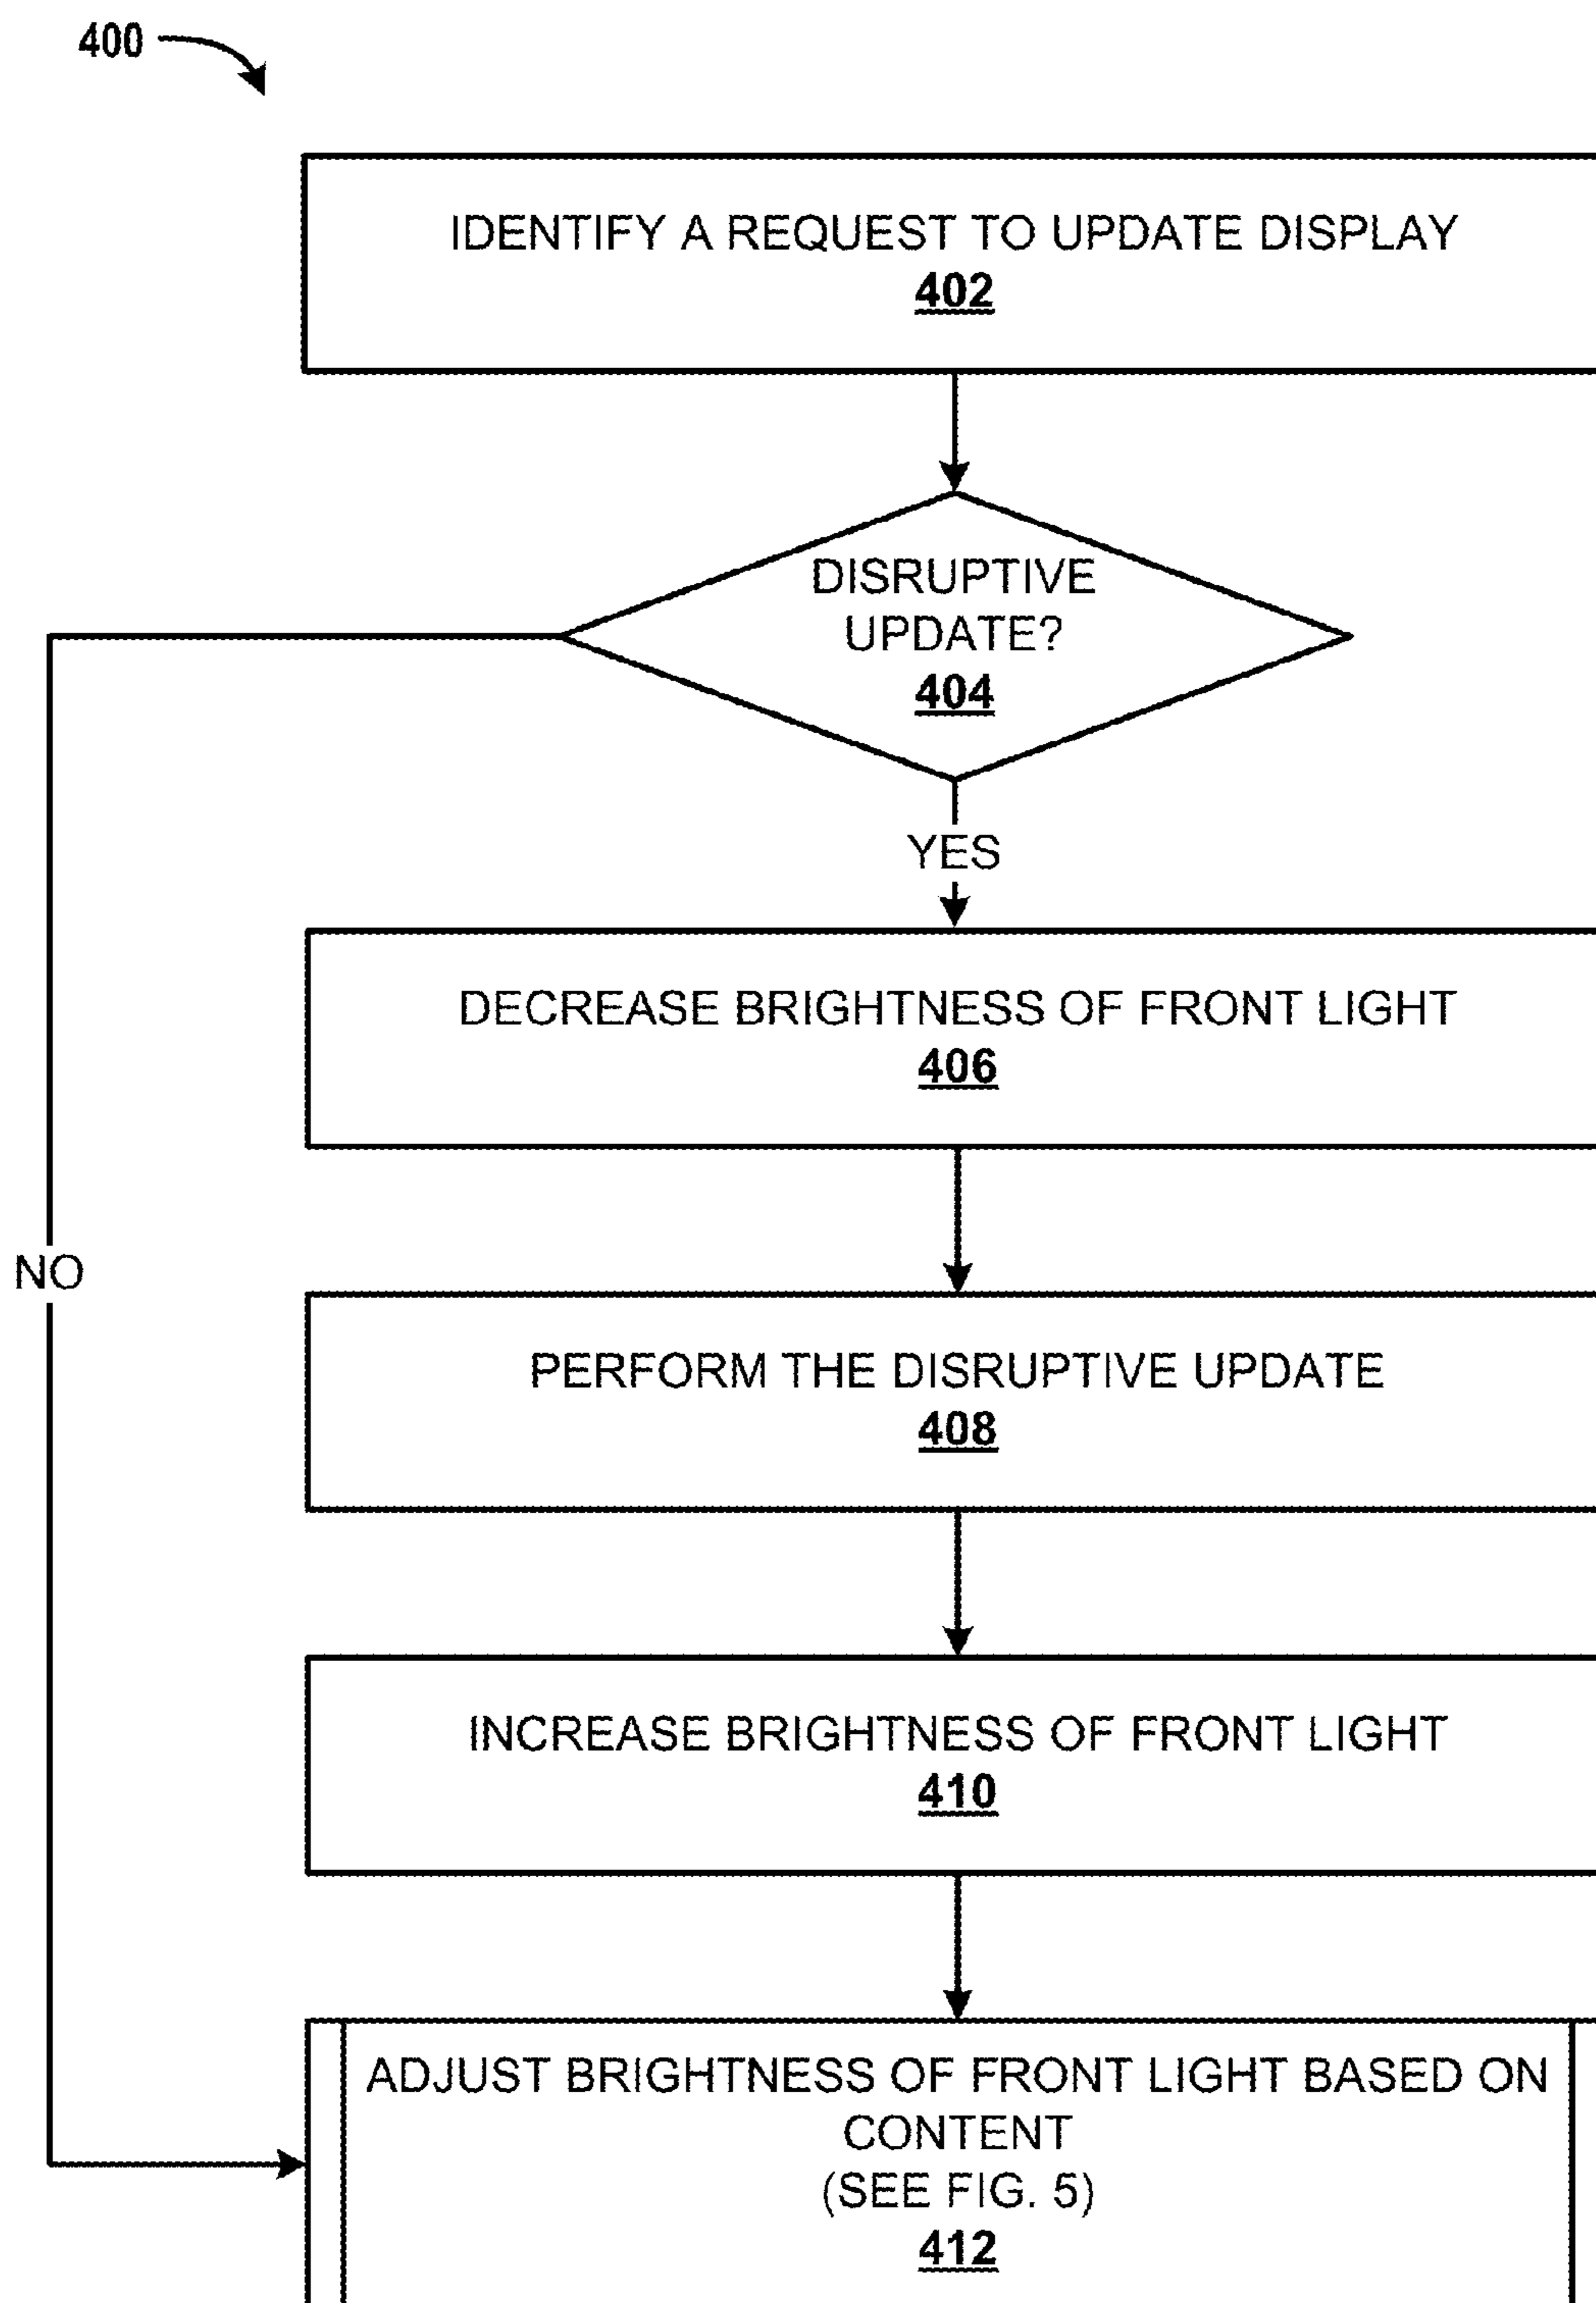 400
IDENTIFY A REQUEST TO UPDATE DISPLAY
402
DISRUPTIVE
UPDATE?
404
YES
DECREASE BRIGHTNESS OF FRONT LIGHT
406
NO
PERFORM THE DISRUPTIVE UPDATE
408
INCREASE BRIGHTNESS OF FRONT LIGHT
410
ADJUST BRIGHTNESS OF FRONT LIGHT BASED ON
CONTENT
(SEE FIG. 5)
412